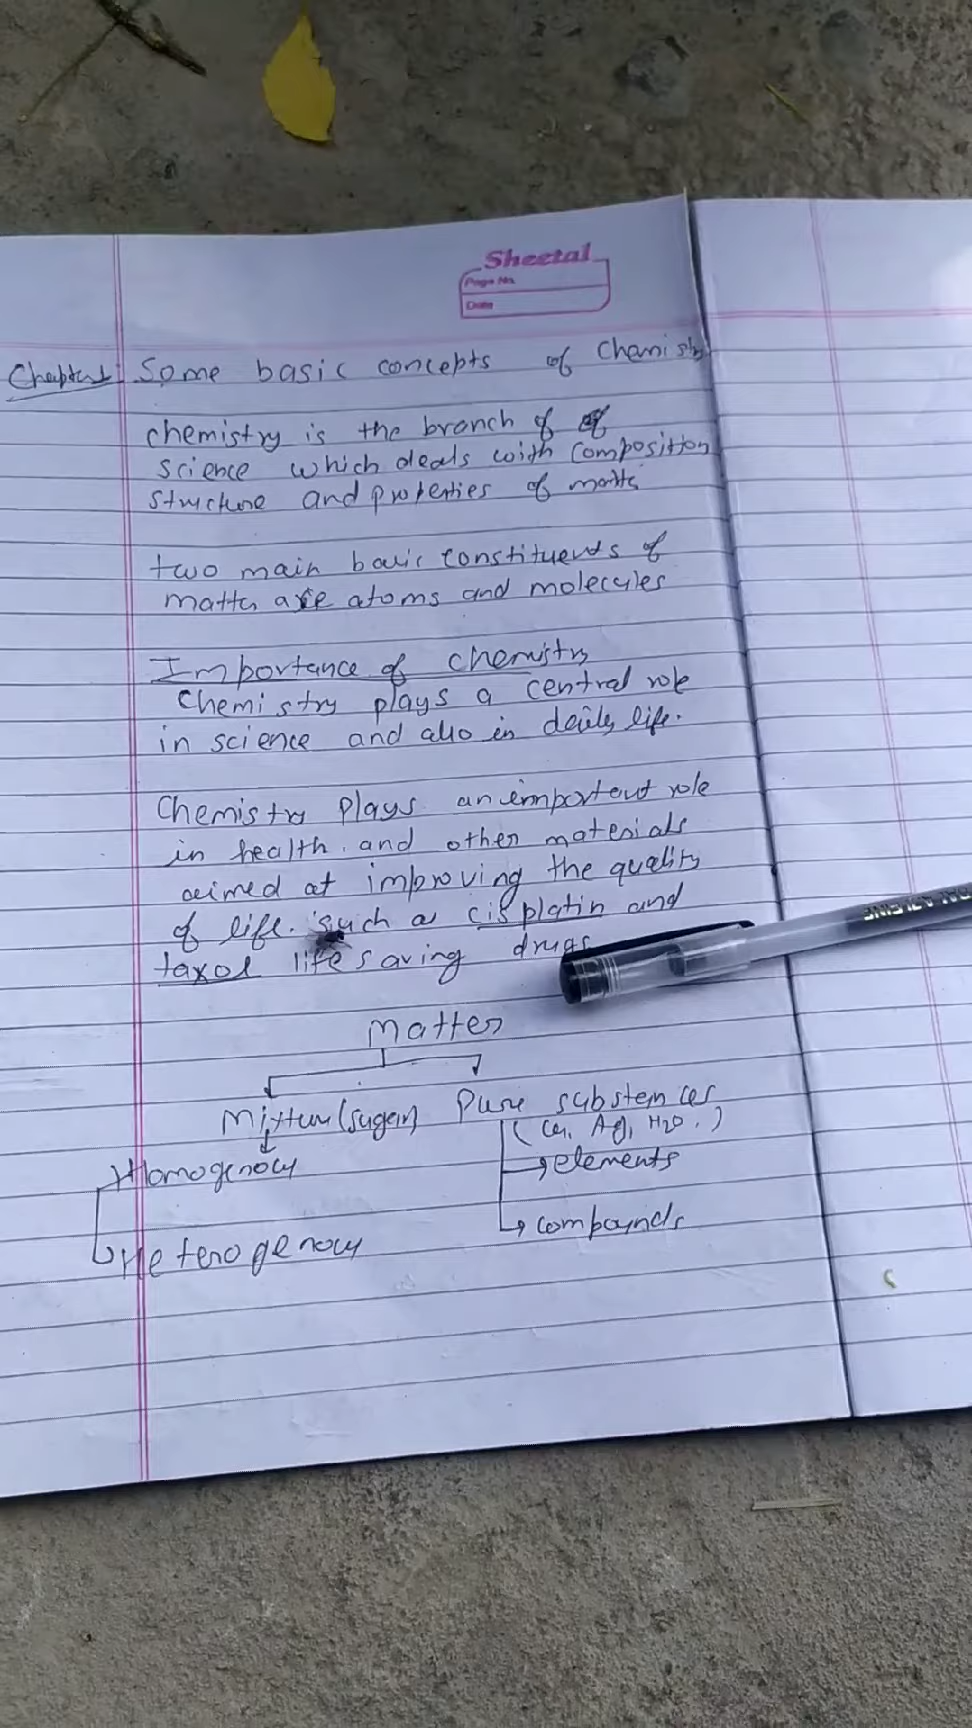 Sheetal
Page No.
Date
Chapter 1 Some basic concepts of Chemistry
chemistry is the branch of of
science which deals with composition
structure and properties of matter
two main basic constituents of
matter are atoms and molecules
Importance of chemistry
Chemistry plays a central role
in science and also in daily life.
Chemistry plays an important role
in health and other materials
aimed at improving the quality
of life. such as cisplatin and
taxol life saving drugs
Matter
Mixture (sugar) Pure substances
( Ag, H2O. )
Homogenous elements
compounds
Heterogenous